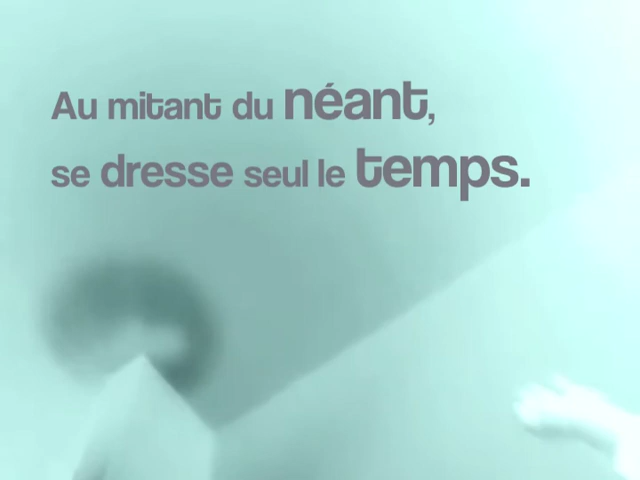 Au mitant du néant,
se dresse seul le temps.